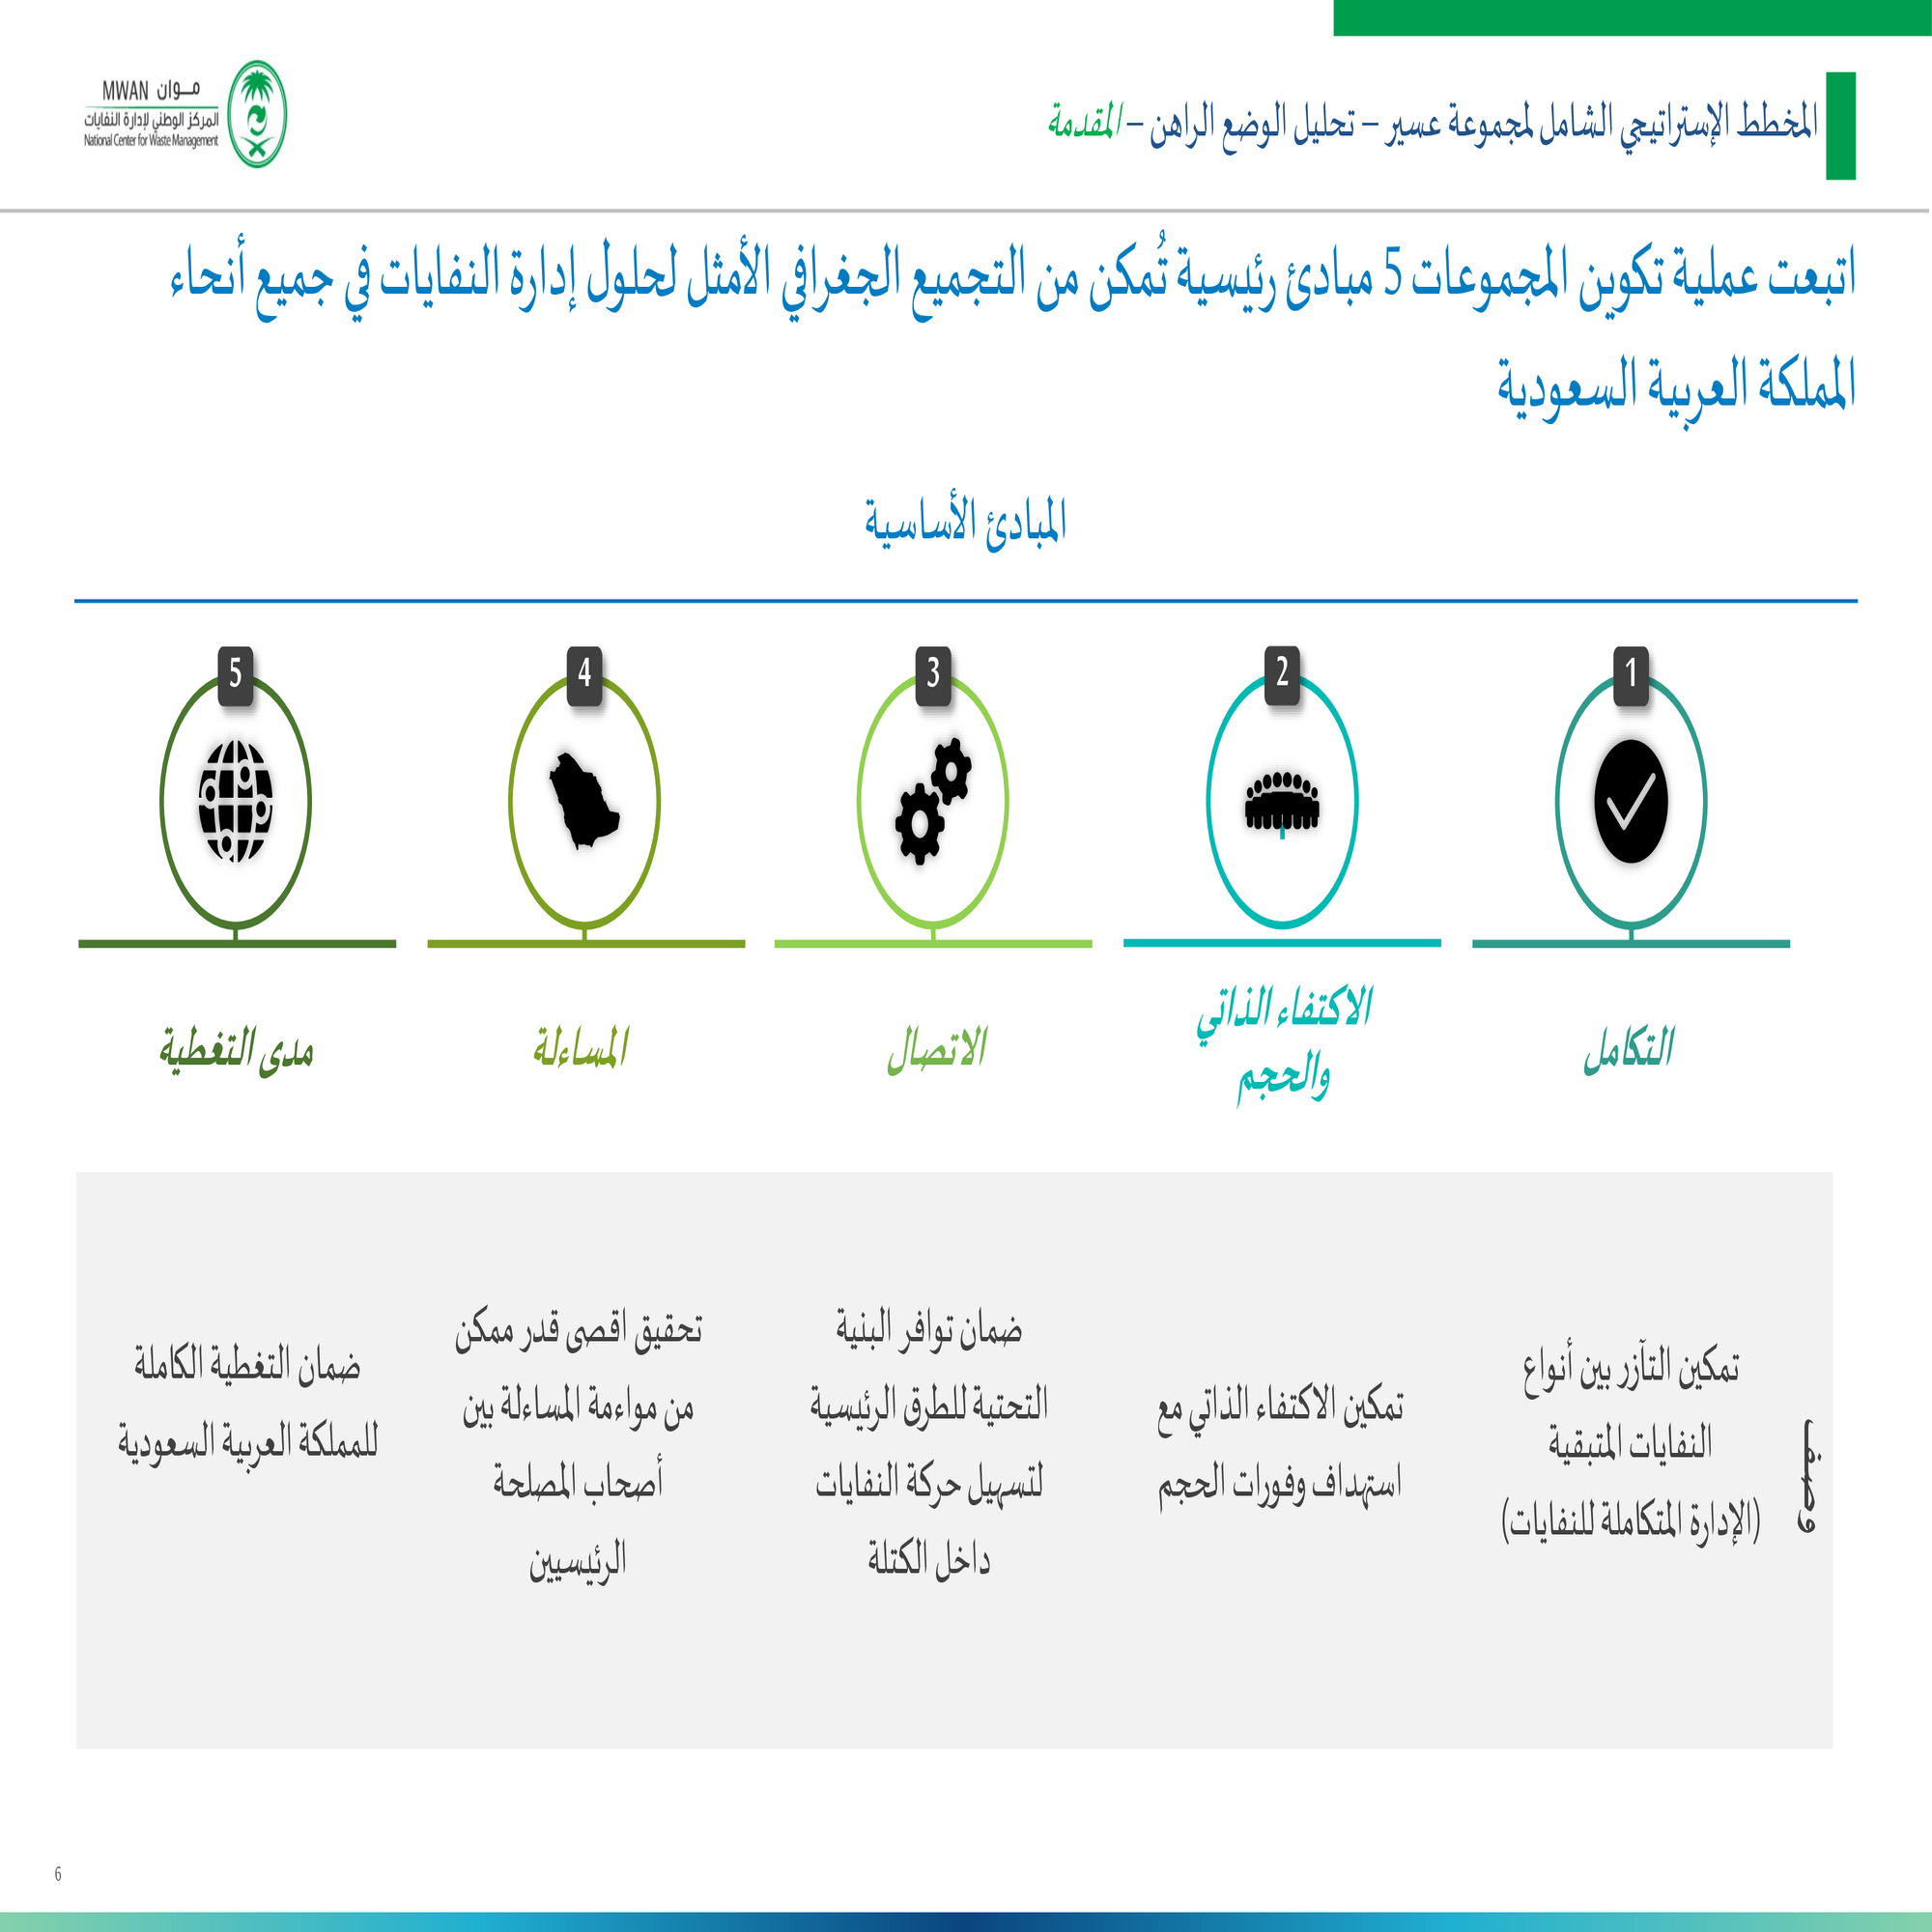 موان MWAN
المركز الوطني لإدارة النفايات
National Center for Waste Management
المخطط الإستراتيجي الشامل لمجموعة عسير – تحليل الوضع الراهن – المقدمة
اتبعت عملية تكوين المجموعات 5 مبادئ رئيسية تُمكن من التجميع الجغرافي الأمثل لحلول إدارة النفايات في جميع أنحاء
المملكة العربية السعودية
المبادئ الأساسية
1
التكامل
2
الاكتفاء الذاتي
والحجم
3
الاتصال
4
المساءلة
5
مدى التغطية
تمكين التآزر بين أنواع
النفايات المتبقية
(الإدارة المتكاملة للنفايات)
تمكين الاكتفاء الذاتي مع
استهداف وفورات الحجم
ضمان توافر البنية
التحتية للطرق الرئيسية
لتسهيل حركة النفايات
داخل الكتلة
تحقيق اقصى قدر ممكن
من مواءمة المساءلة بين
أصحاب المصلحة
الرئيسيين
ضمان التغطية الكاملة
للمملكة العربية السعودية
6